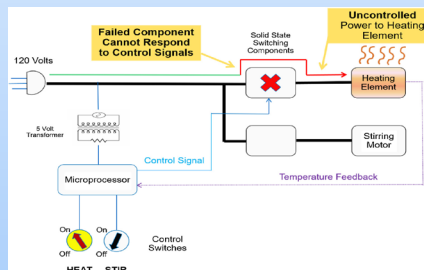 Failed Component
Cannot Respond
to Control Signals
Solid State
Switching
Components
Uncontrolled
Power to Heating
Element
120 Volts
Heating
Element
5 Volt
Transformer
Stirring
Motor
Control Signal
Microprocessor
Temperature Feedback
On
On
Off
Off
Control
Switches
HEAT
STIR